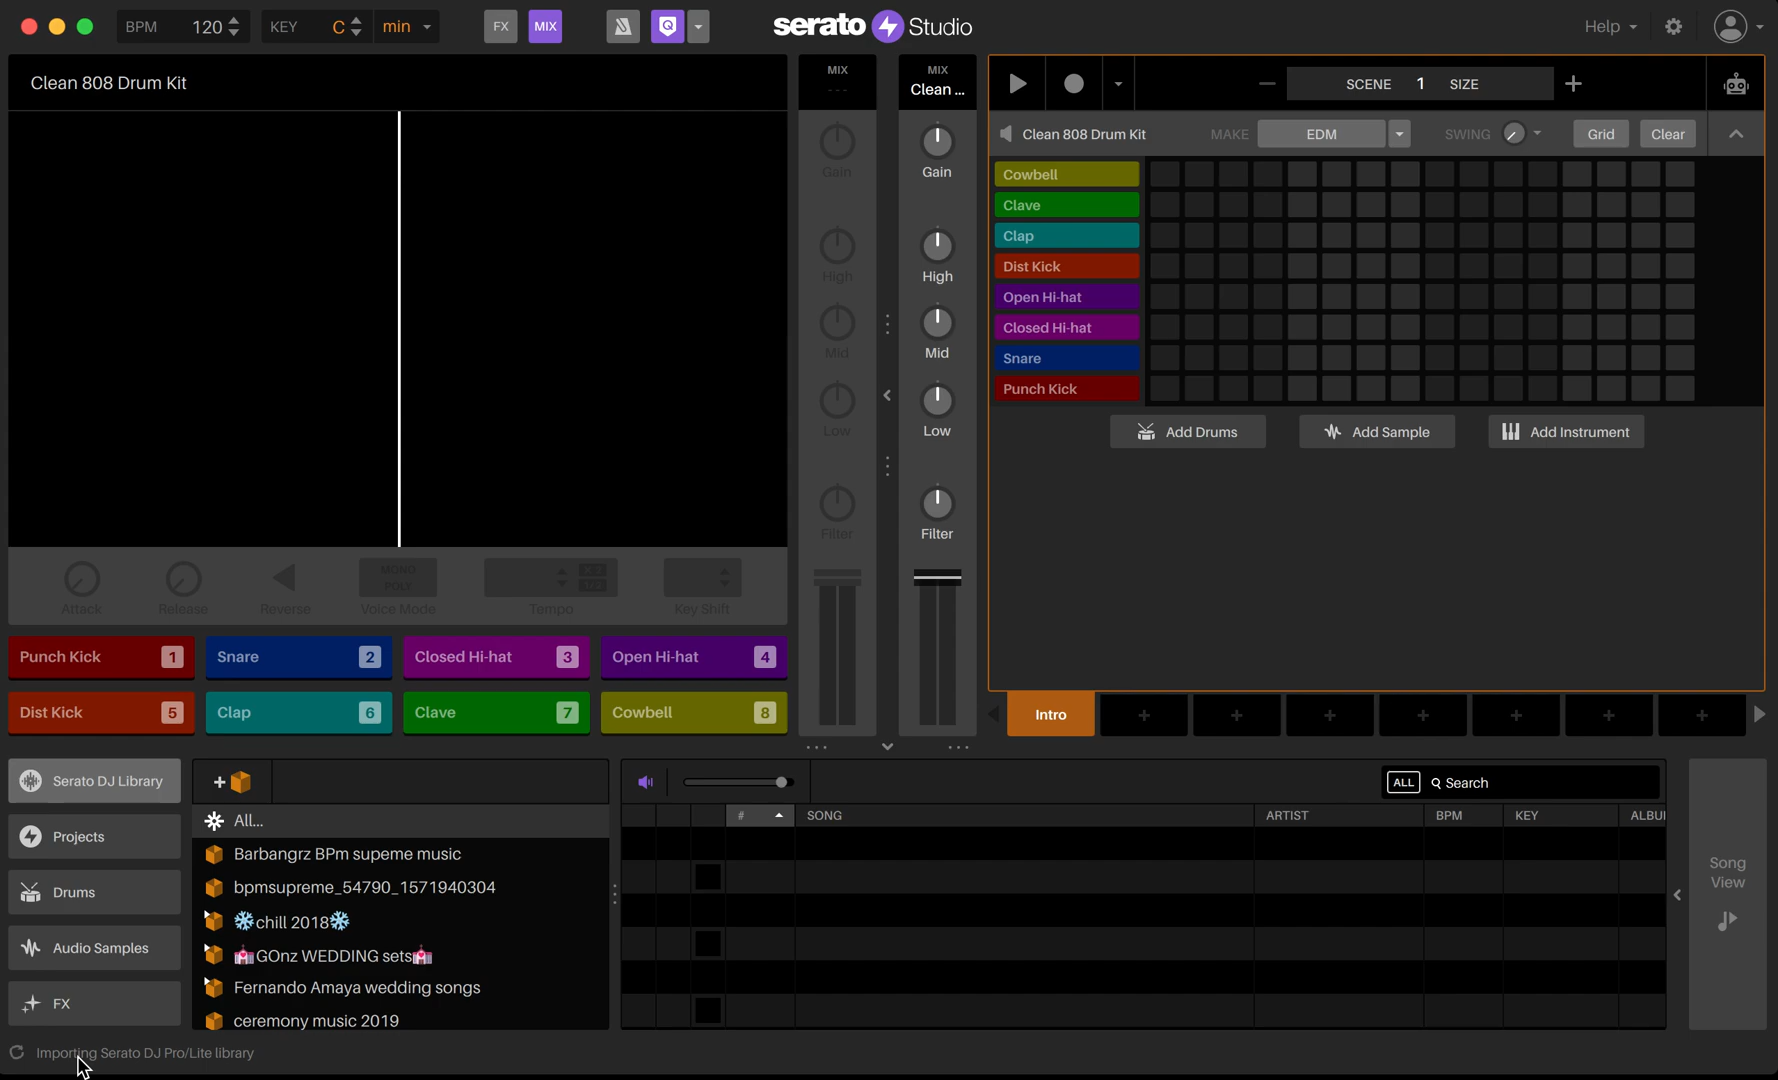 BPM 120 KEY C min FX MIX serato Studio Help
Clean 808 Drum Kit
MIX
---
Gain
High
Mid
Low
Filter
MIX
Clean ...
Gain
High
Mid
Low
Filter
SCENE 1 SIZE
Clean 808 Drum Kit MAKE EDM SWING Grid Clear
Cowbell
Clave
Clap
Dist Kick
Open Hi-hat
Closed Hi-hat
Snare
Punch Kick
Add Drums Add Sample Add Instrument
MONO
POLY
Attack Release Reverse Voice Mode Tempo Key Shift
Punch Kick 1 Snare 2 Closed Hi-hat 3 Open Hi-hat 4
Dist Kick 5 Clap 6 Clave 7 Cowbell 8
Intro + + + + + + +
Serato DJ Library
Projects
Drums
Audio Samples
FX
+
All...
Barbangrz BPm supeme music
bpmsupreme_54790_1571940304
❄chill 2018❄
💒GOnz WEDDING sets💒
Fernando Amaya wedding songs
ceremony music 2019
ALL Search
# SONG ARTIST BPM KEY ALBU
Song
View
Importing Serato DJ Pro/Lite library